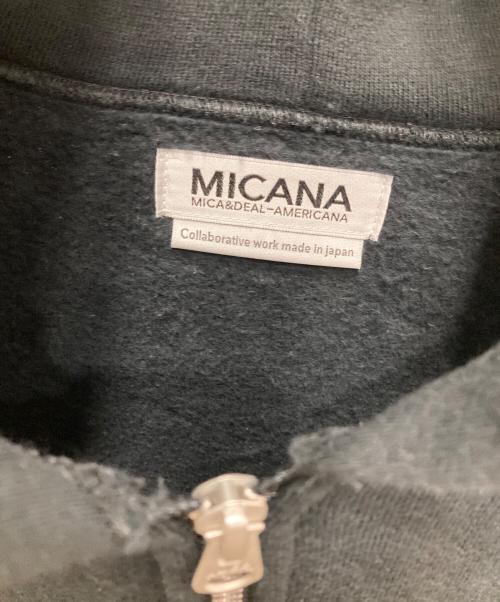 MICANA
MICA&DEAL–AMERICANA
Collaborative work made in japan